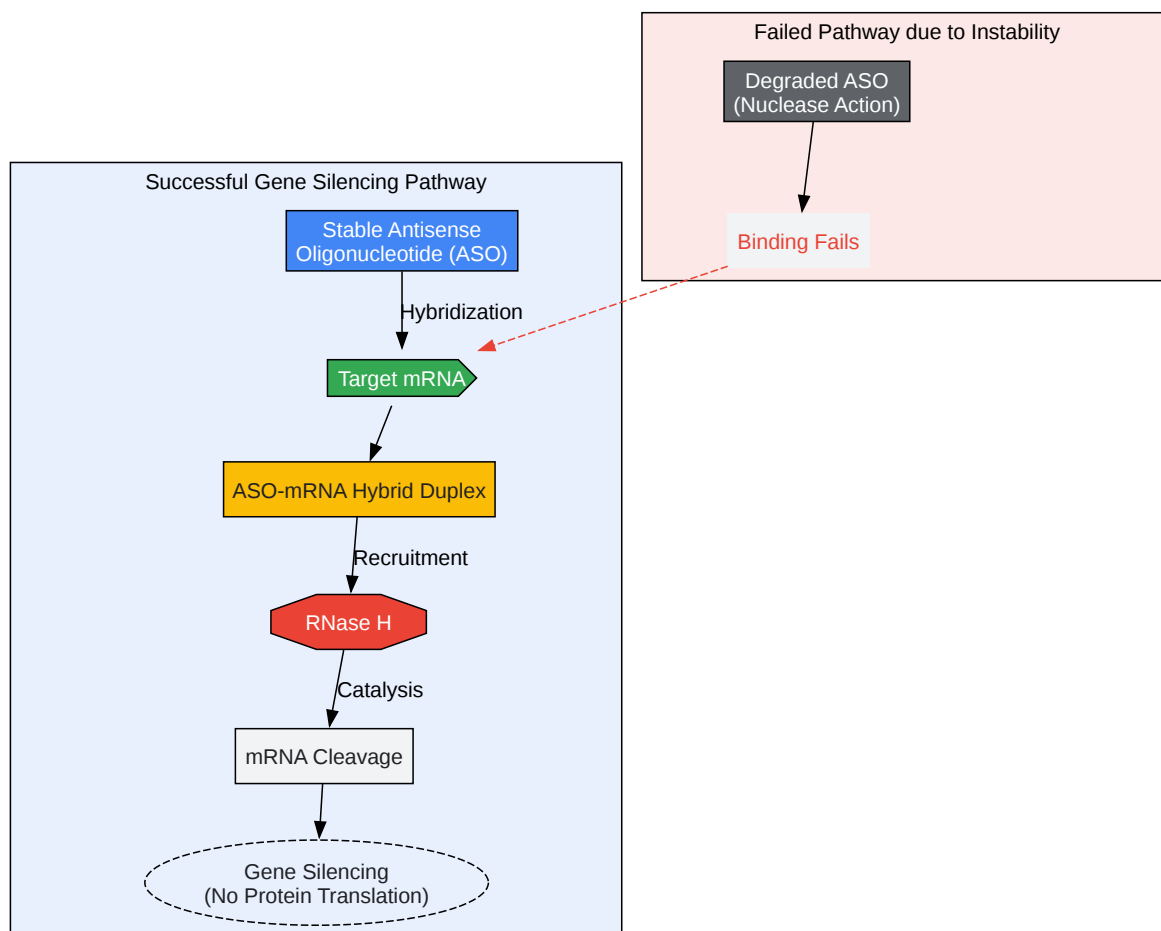 Failed Pathway due to Instability
Degraded ASO
(Nuclease Action)
Binding Fails
Successful Gene Silencing Pathway
Stable Antisense
Oligonucleotide (ASO)
Hybridization
Target mRNA
ASO-mRNA Hybrid Duplex
Recruitment
RNase H
Catalysis
mRNA Cleavage
Gene Silencing
(No Protein Translation)